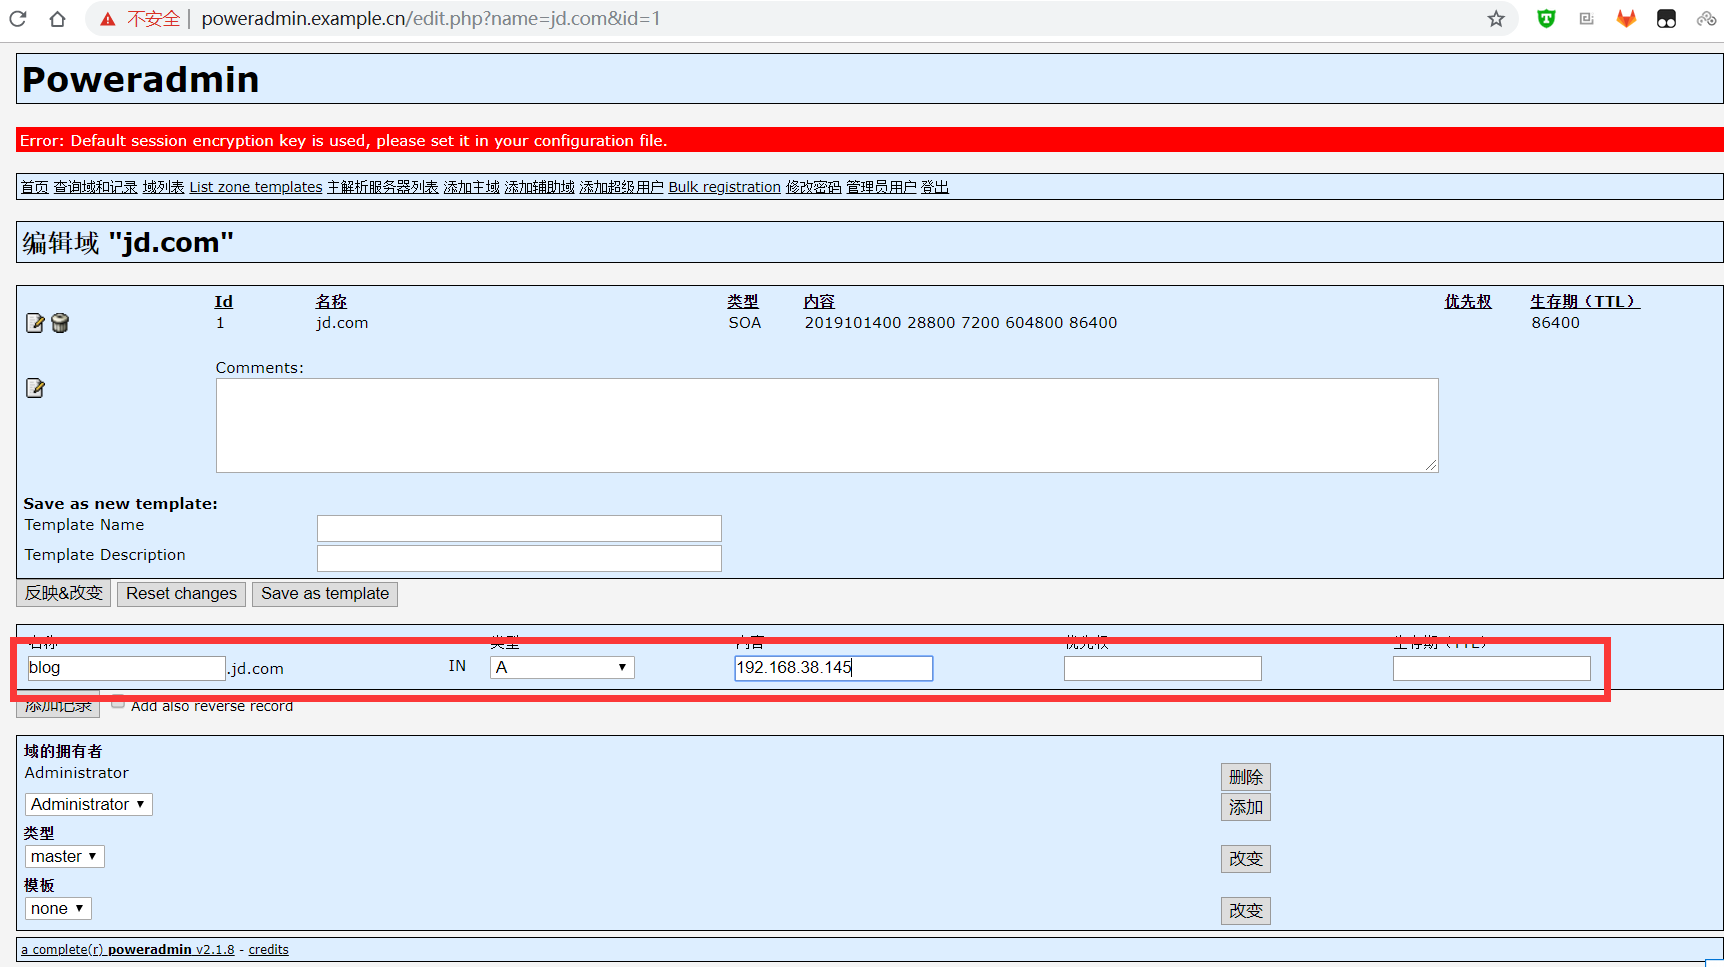 不安全 | poweradmin.example.cn/edit.php?name=jd.com&id=1
Poweradmin
Error: Default session encryption key is used, please set it in your configuration file.
首页 查询域和记录 域列表 List zone templates 主解析服务器列表 添加主域 添加辅助域 添加超级用户 Bulk registration 修改密码 管理员用户 登出
编辑域 "jd.com"
Id 名称 类型 内容 优先权 生存期（TTL）
1 jd.com SOA 2019101400 28800 7200 604800 86400 86400
Comments:
Save as new template:
Template Name
Template Description
反映&改变 Reset changes Save as template
名称 类型 内容 优先权 生存期（TTL）
blog .jd.com IN A 192.168.38.145
添加记录 Add also reverse record
域的拥有者
Administrator 删除
Administrator 添加
类型
master 改变
模板
none 改变
a complete(r) poweradmin v2.1.8 - credits